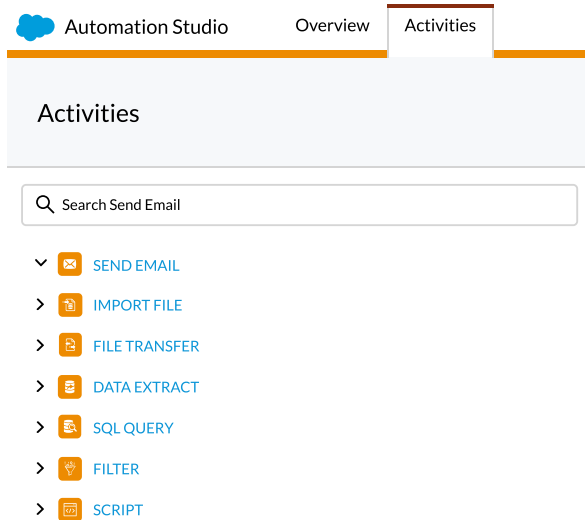 Automation Studio Overview Activities
Activities
Search Send Email
SEND EMAIL
IMPORT FILE
FILE TRANSFER
DATA EXTRACT
SQL QUERY
FILTER
SCRIPT